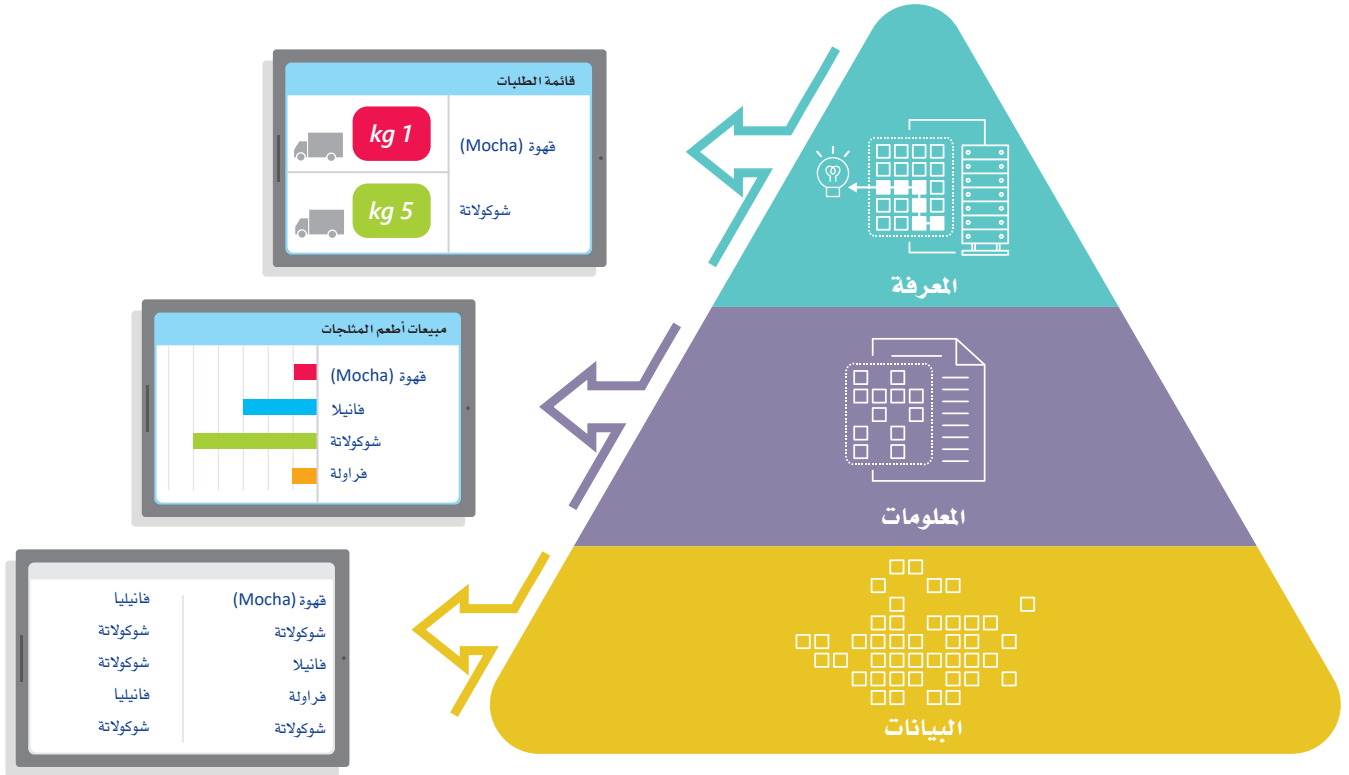 قائمة الطلبات
قهوة (Mocha)
kg 1
شوكولاتة
kg 5
المعرفة
مبيعات أطعم المثلجات
قهوة (Mocha)
فانيلا
شوكولاتة
فراولة
المعلومات
قهوة (Mocha)
شوكولاتة
فانيلا
فراولة
شوكولاتة
فانيليا
شوكولاتة
شوكولاتة
فانيليا
شوكولاتة
البيانات